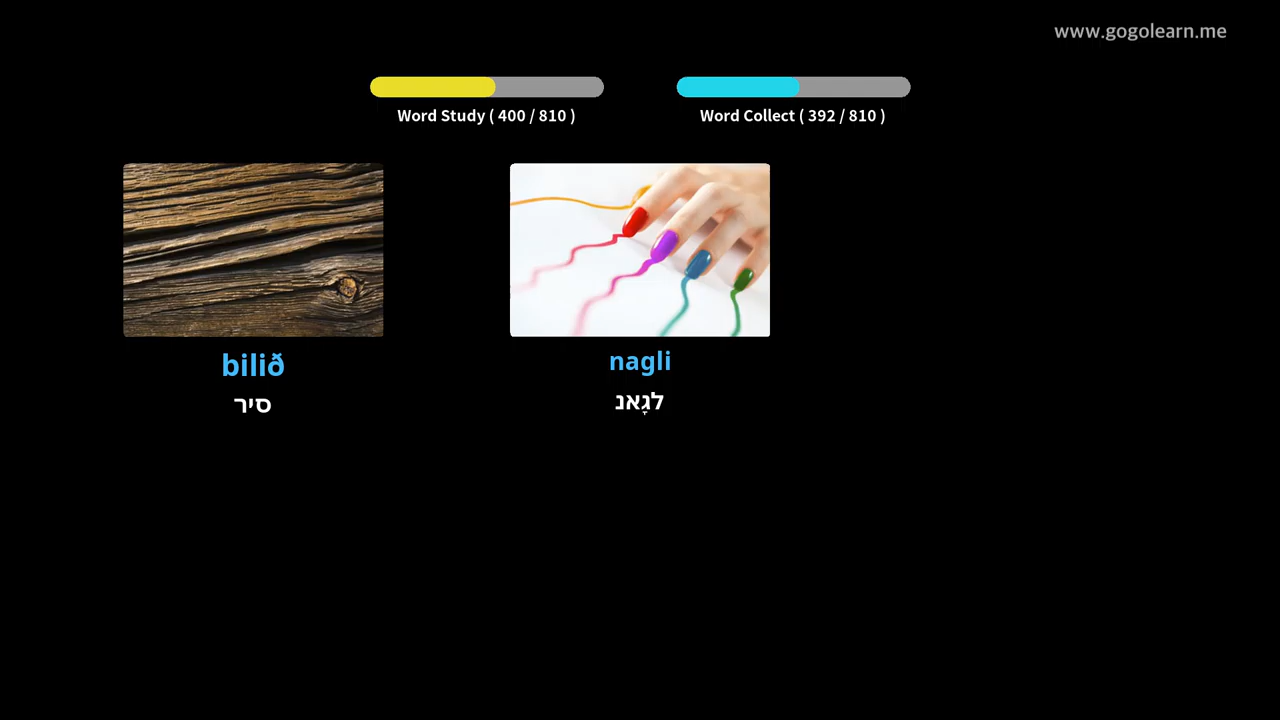 www.gogolearn.me
Word Study ( 400 / 810 )
Word Collect ( 392 / 810 )
bilið
סיר
nagli
לגָאנ